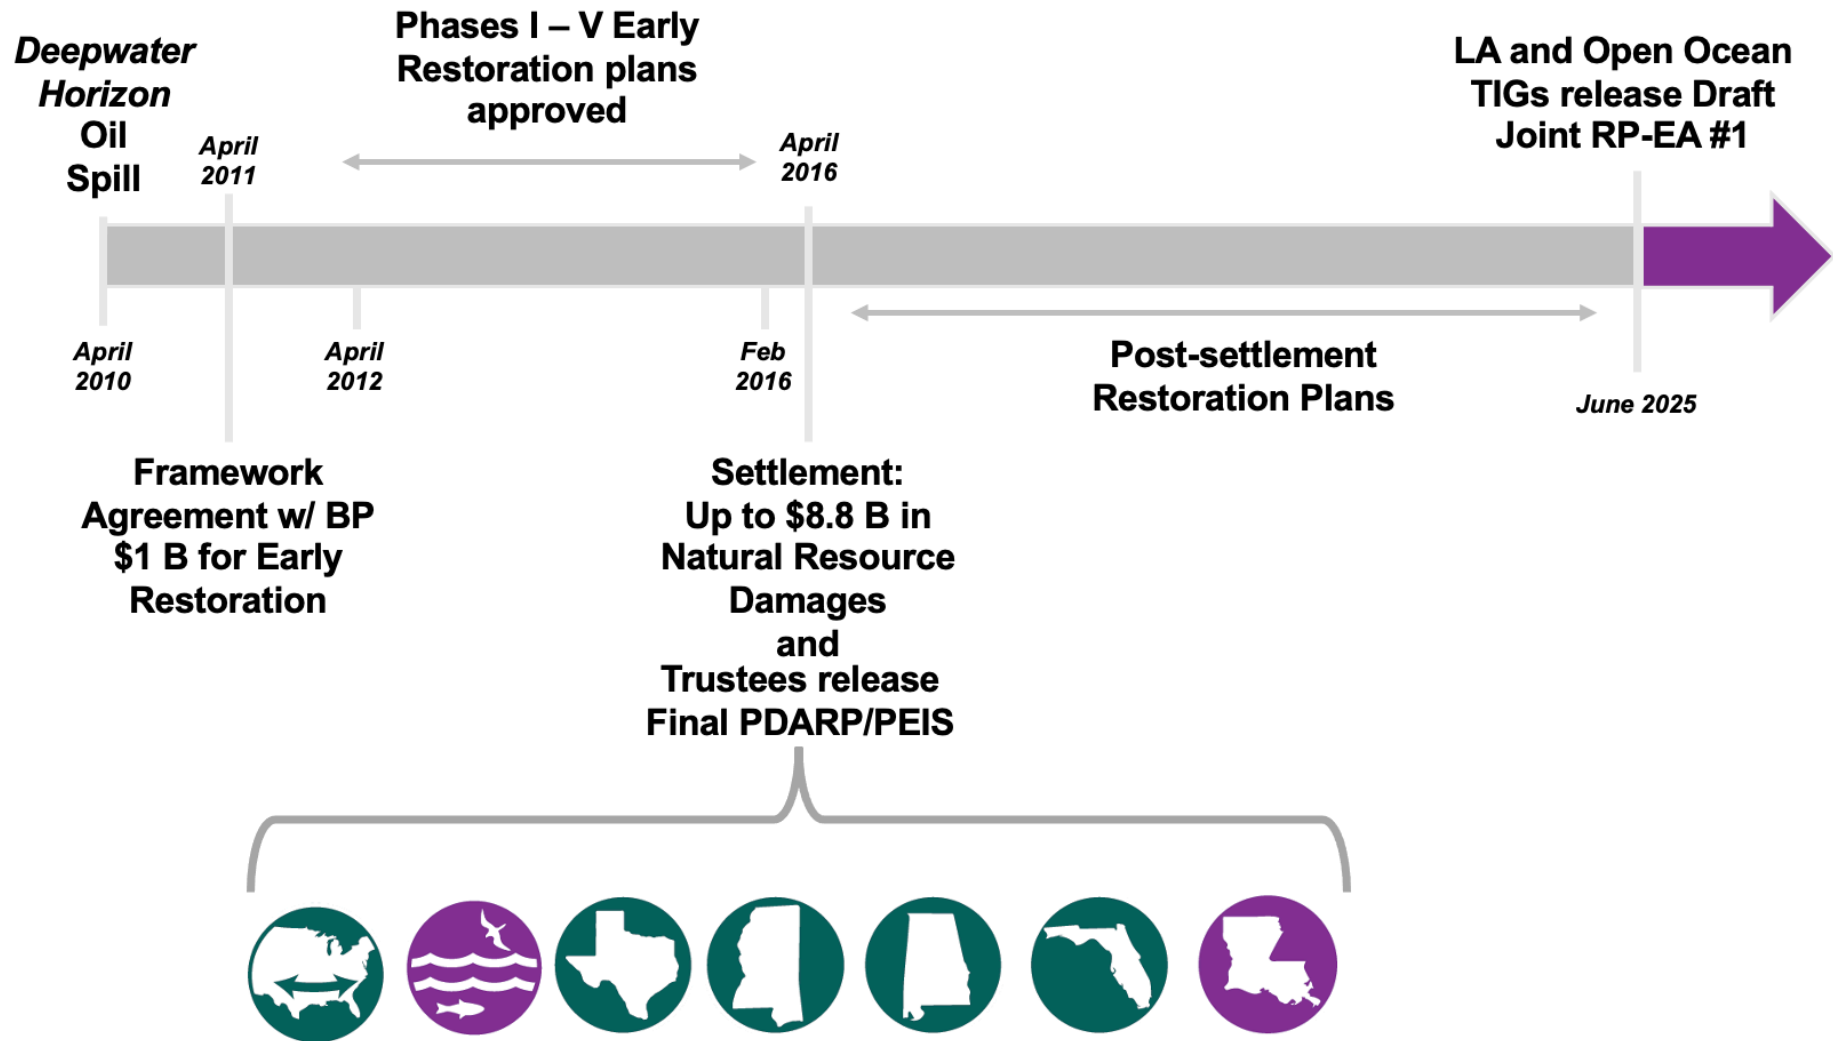 Deepwater
Horizon
Oil
Spill
April
2011
Phases I – V Early
Restoration plans
approved
April
2016
LA and Open Ocean
TIGs release Draft
Joint RP-EA #1
April
2010
April
2012
Feb
2016
Post-settlement
Restoration Plans
June 2025
Framework
Agreement w/ BP
$1 B for Early
Restoration
Settlement:
Up to $8.8 B in
Natural Resource
Damages
and
Trustees release
Final PDARP/PEIS